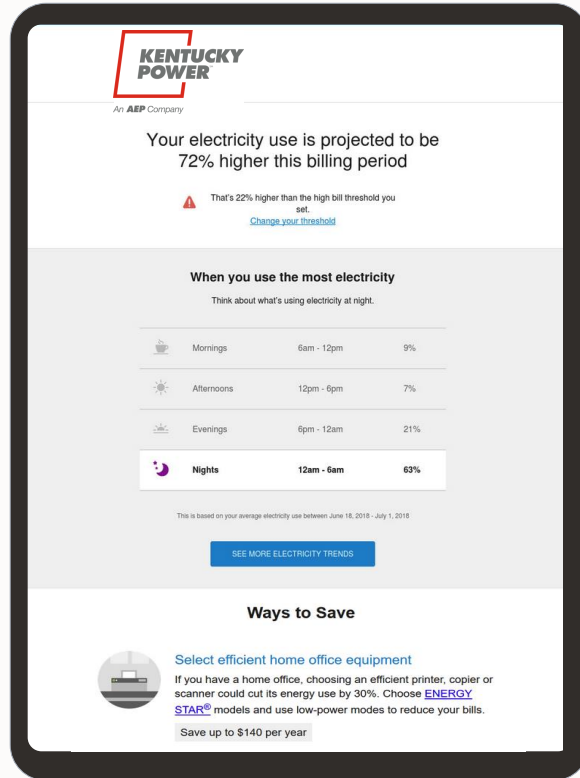 KENTUCKY
POWER
An AEP Company
Your electricity use is projected to be
72% higher this billing period
That's 22% higher than the high bill threshold you
set.
Change your threshold
When you use the most electricity
Think about what's using electricity at night.
Mornings 6am - 12pm 9%
Afternoons 12pm - 6pm 7%
Evenings 6pm - 12am 21%
Nights 12am - 6am 63%
This is based on your average electricity use between June 18, 2018 - July 1, 2018
SEE MORE ELECTRICITY TRENDS
Ways to Save
Select efficient home office equipment
If you have a home office, choosing an efficient printer, copier or
scanner could cut its energy use by 30%. Choose ENERGY
STAR® models and use low-power modes to reduce your bills.
Save up to $140 per year